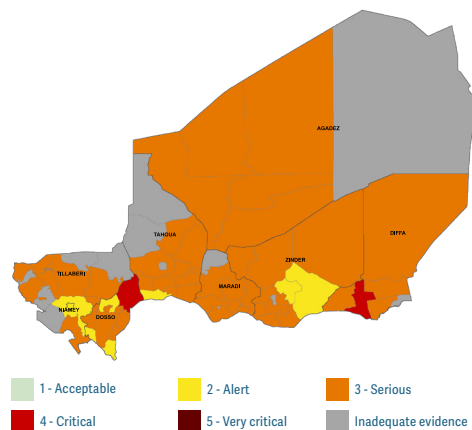 AGADEZ
TAHOUA
DIFFA
ZINDER
TILLABERI
MARADI
NIAMEY
DOSSO
1 - Acceptable
2 - Alert
3 - Serious
4 - Critical
5 - Very critical
Inadequate evidence